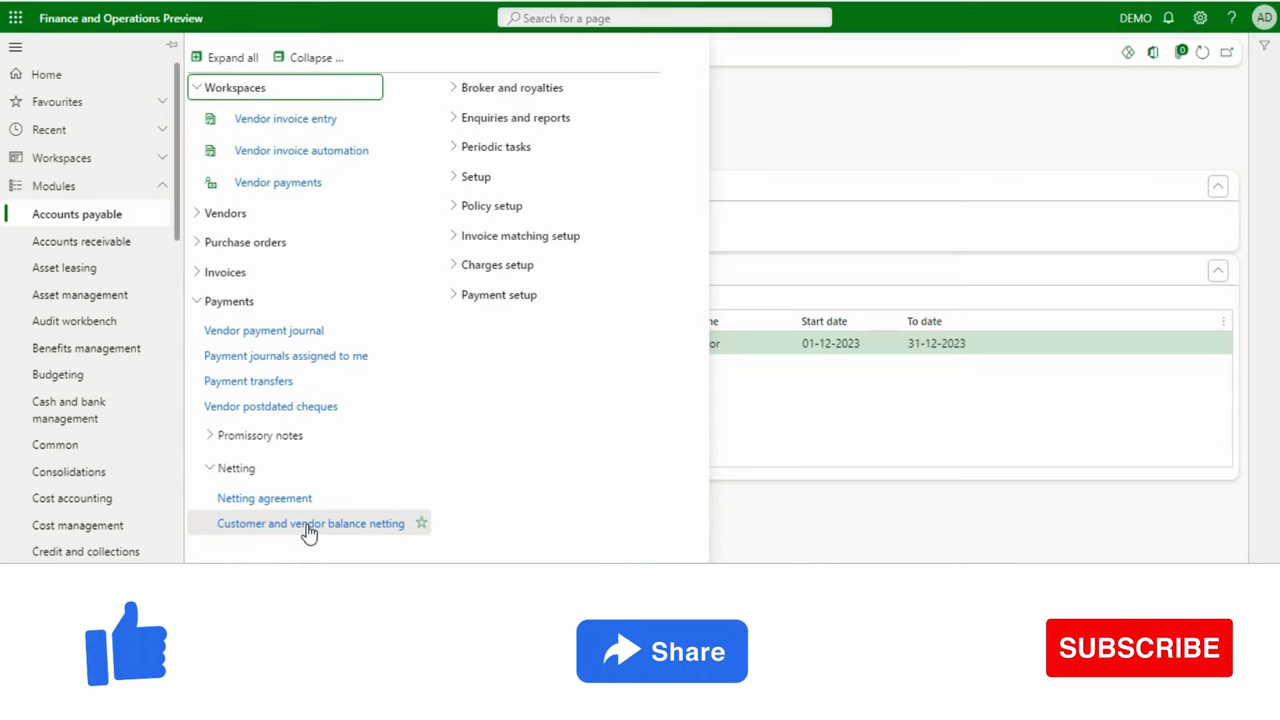 Finance and Operations Preview
Search for a page
DEMO
AD
Home
Favourites
Recent
Workspaces
Modules
Accounts payable
Accounts receivable
Asset leasing
Asset management
Audit workbench
Benefits management
Budgeting
Cash and bank
management
Common
Consolidations
Cost accounting
Cost management
Credit and collections
Expand all
Collapse ...
Workspaces
Vendor invoice entry
Vendor invoice automation
Vendor payments
Vendors
Purchase orders
Invoices
Payments
Vendor payment journal
Payment journals assigned to me
Payment transfers
Vendor postdated cheques
Promissory notes
Netting
Netting agreement
Customer and vendor balance netting
Broker and royalties
Enquiries and reports
Periodic tasks
Setup
Policy setup
Invoice matching setup
Charges setup
Payment setup
0
me Start date To date
or 01-12-2023 31-12-2023
Share
SUBSCRIBE